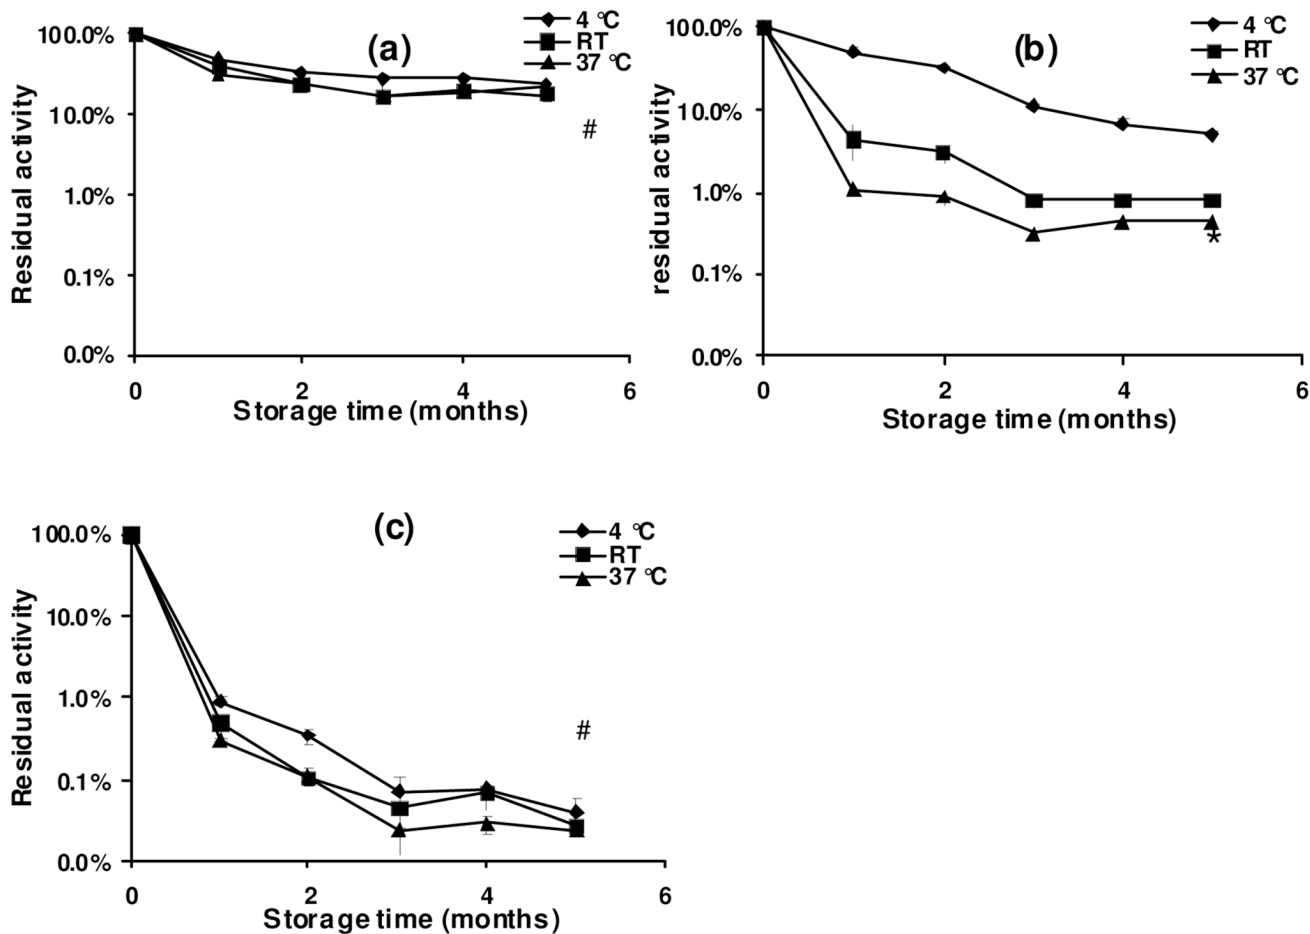 (a)
4 °C
RT
37 °C
Residual activity
100.0%
10.0%
1.0%
0.1%
0.0%
#
0 2 4 6
Storage time (months)
(b)
4 °C
RT
37 °C
residual activity
100.0%
10.0%
1.0%
0.1%
0.0%
*
0 2 4 6
Storage time (months)
(c)
4 °C
RT
37 °C
Residual activity
100.0%
10.0%
1.0%
0.1%
0.0%
#
0 2 4 6
Storage time (months)